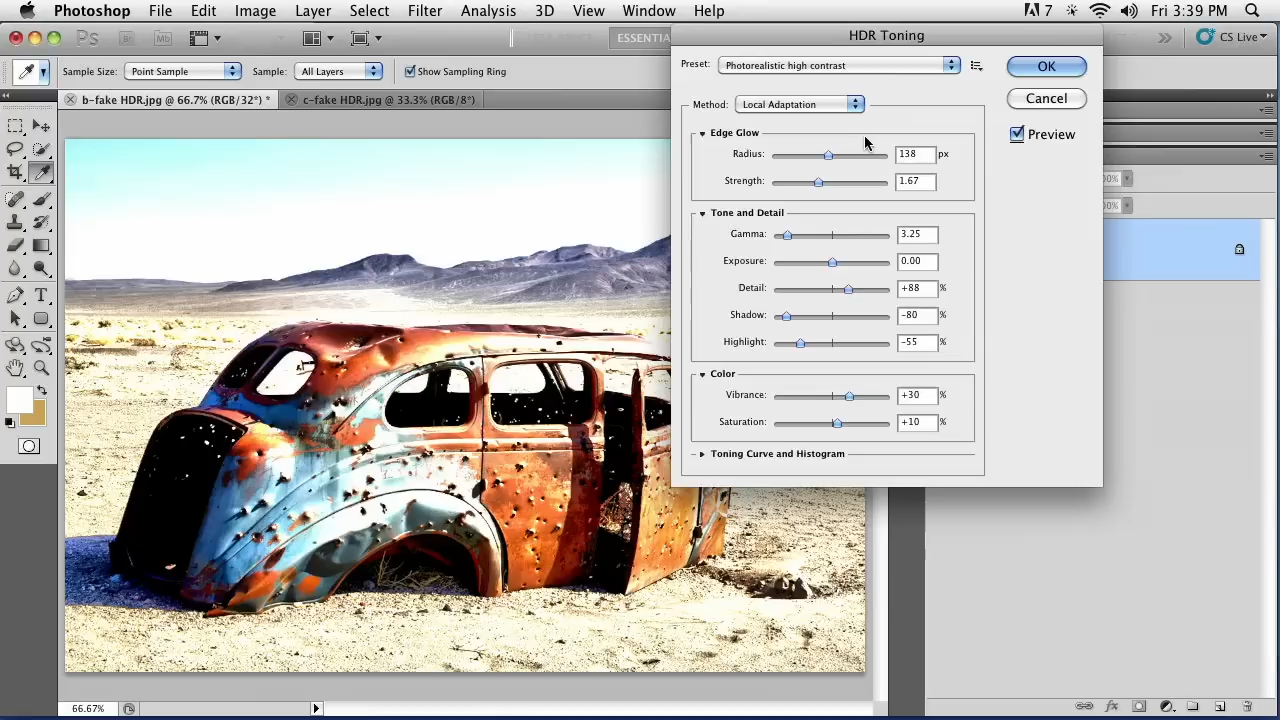 Photoshop File Edit Image Layer Select Filter Analysis 3D View Window Help 7 Fri 3:39 PM
Ps Br Mb ESSENTIA CS Live
HDR Toning
Sample Size: Point Sample Sample: All Layers Show Sampling Ring
Preset: Photorealistic high contrast OK
b-fake HDR.jpg @ 66.7% (RGB/32*) * c-fake HDR.jpg @ 33.3% (RGB/8*)
Method: Local Adaptation Cancel
Edge Glow Preview
Radius: 138 px
Strength: 1.67
Tone and Detail
Gamma: 3.25
Exposure: 0.00
Detail: +88 %
Shadow: -80 %
Highlight: -55 %
Color
Vibrance: +30 %
Saturation: +10 %
Toning Curve and Histogram
66.67%